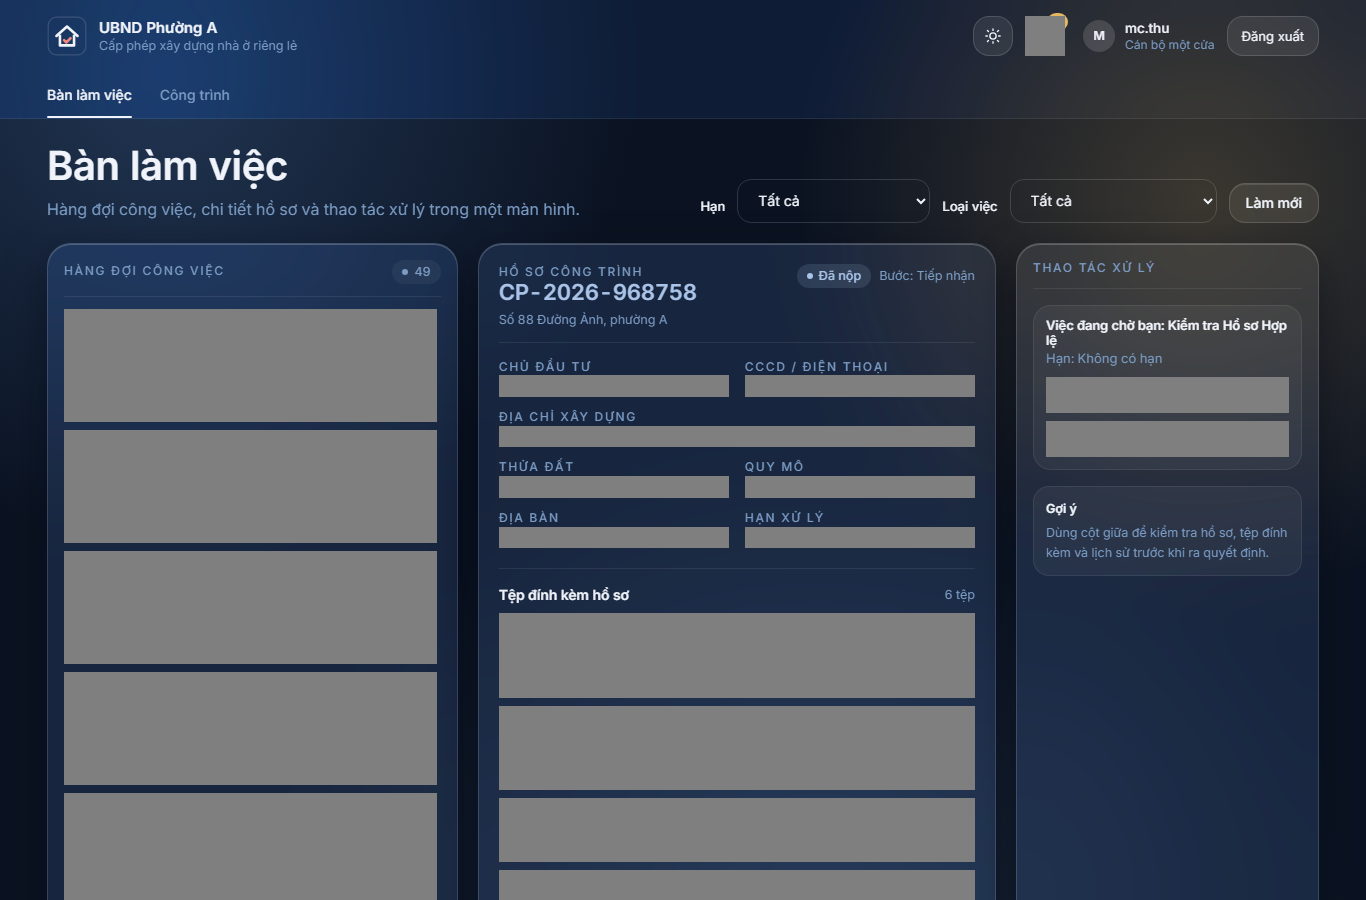 UBND Phường A
Cấp phép xây dựng nhà ở riêng lẻ
M
mc.thu
Cán bộ một cửa
Đăng xuất
Bàn làm việc
Công trình
Bàn làm việc
Hàng đợi công việc, chi tiết hồ sơ và thao tác xử lý trong một màn hình.
Hạn
Tất cả
Loại việc
Tất cả
Làm mới
HÀNG ĐỢI CÔNG VIỆC
49
HỒ SƠ CÔNG TRÌNH
CP-2026-968758
Số 88 Đường Ảnh, phường A
Đã nộp
Bước: Tiếp nhận
CHỦ ĐẦU TƯ
CCCD / ĐIỆN THOẠI
ĐỊA CHỈ XÂY DỰNG
THỬA ĐẤT
QUY MÔ
ĐỊA BÀN
HẠN XỬ LÝ
Tệp đính kèm hồ sơ
6 tệp
THAO TÁC XỬ LÝ
Việc đang chờ bạn: Kiểm tra Hồ sơ Hợp
lệ
Hạn: Không có hạn
Gợi ý
Dùng cột giữa để kiểm tra hồ sơ, tệp đính
kèm và lịch sử trước khi ra quyết định.